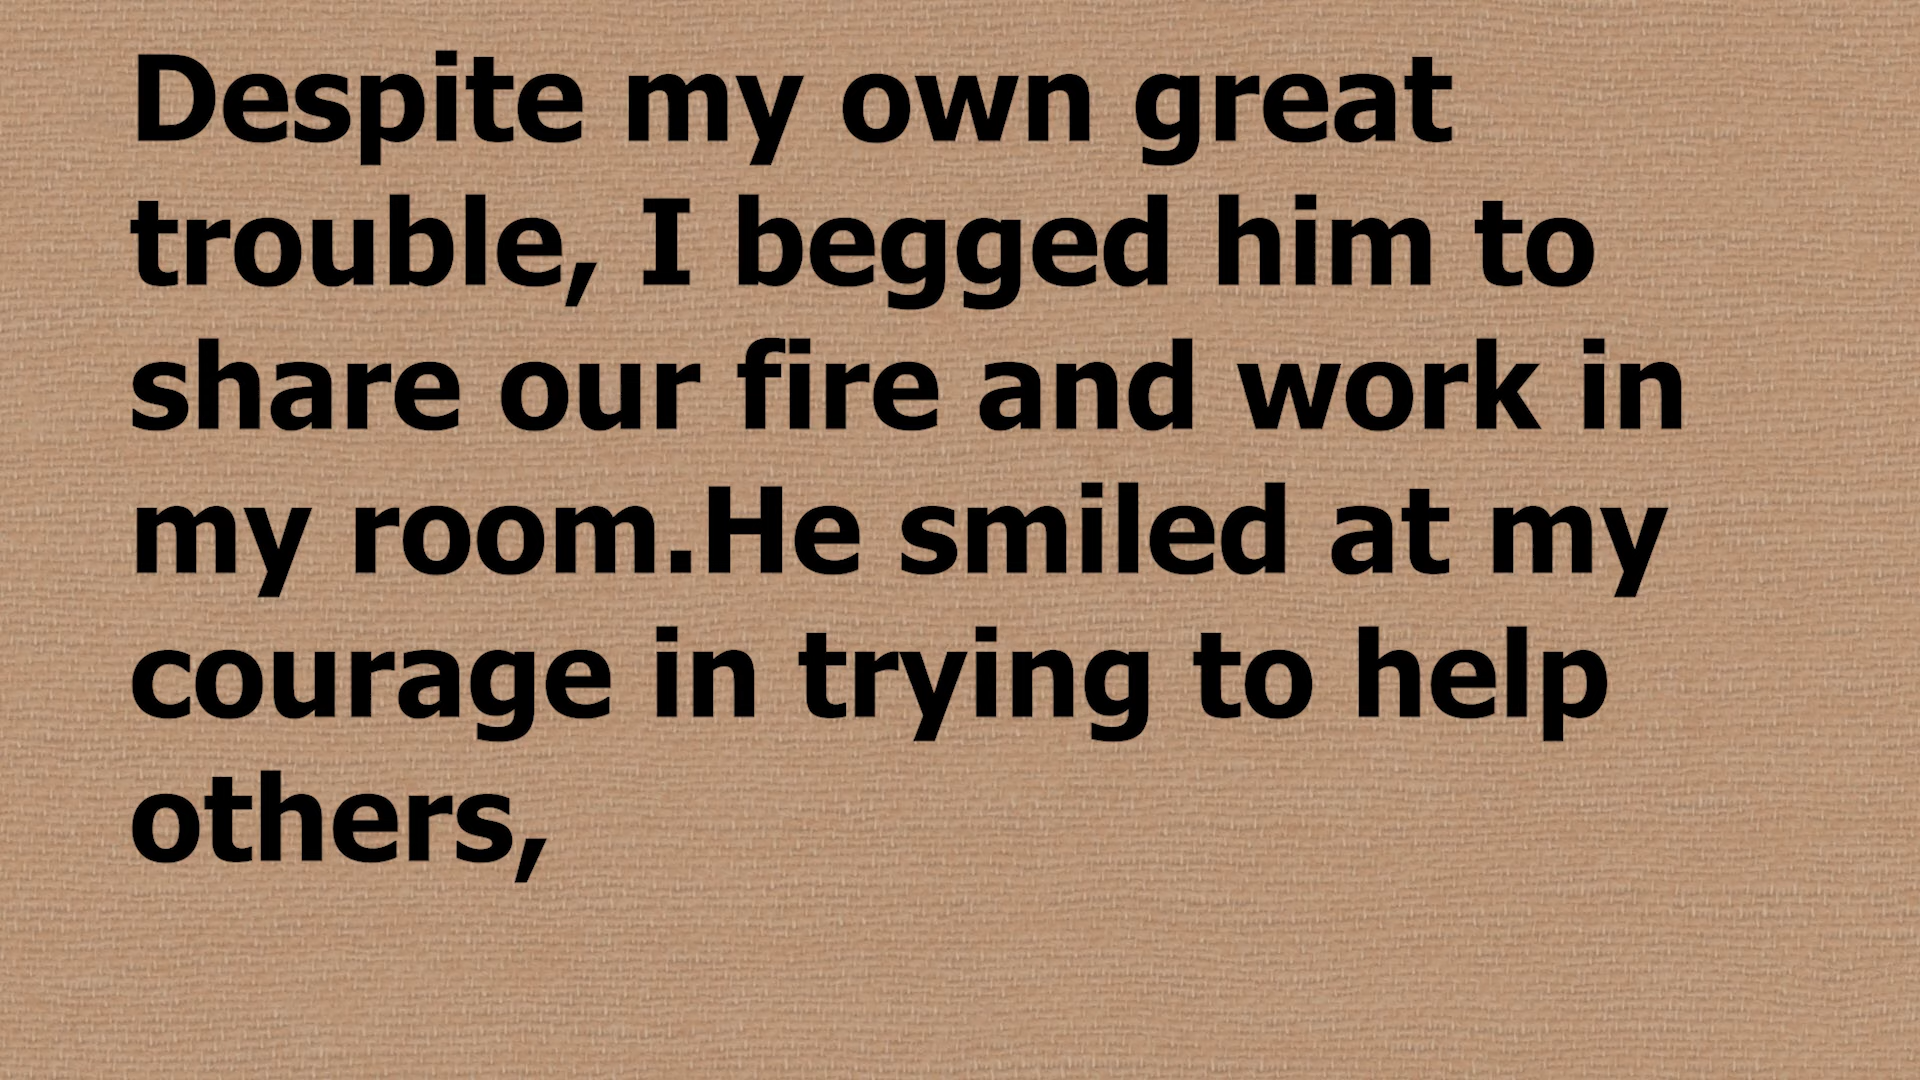 Despite my own great
trouble, I begged him to
share our fire and work in
my room.He smiled at my
courage in trying to help
others,